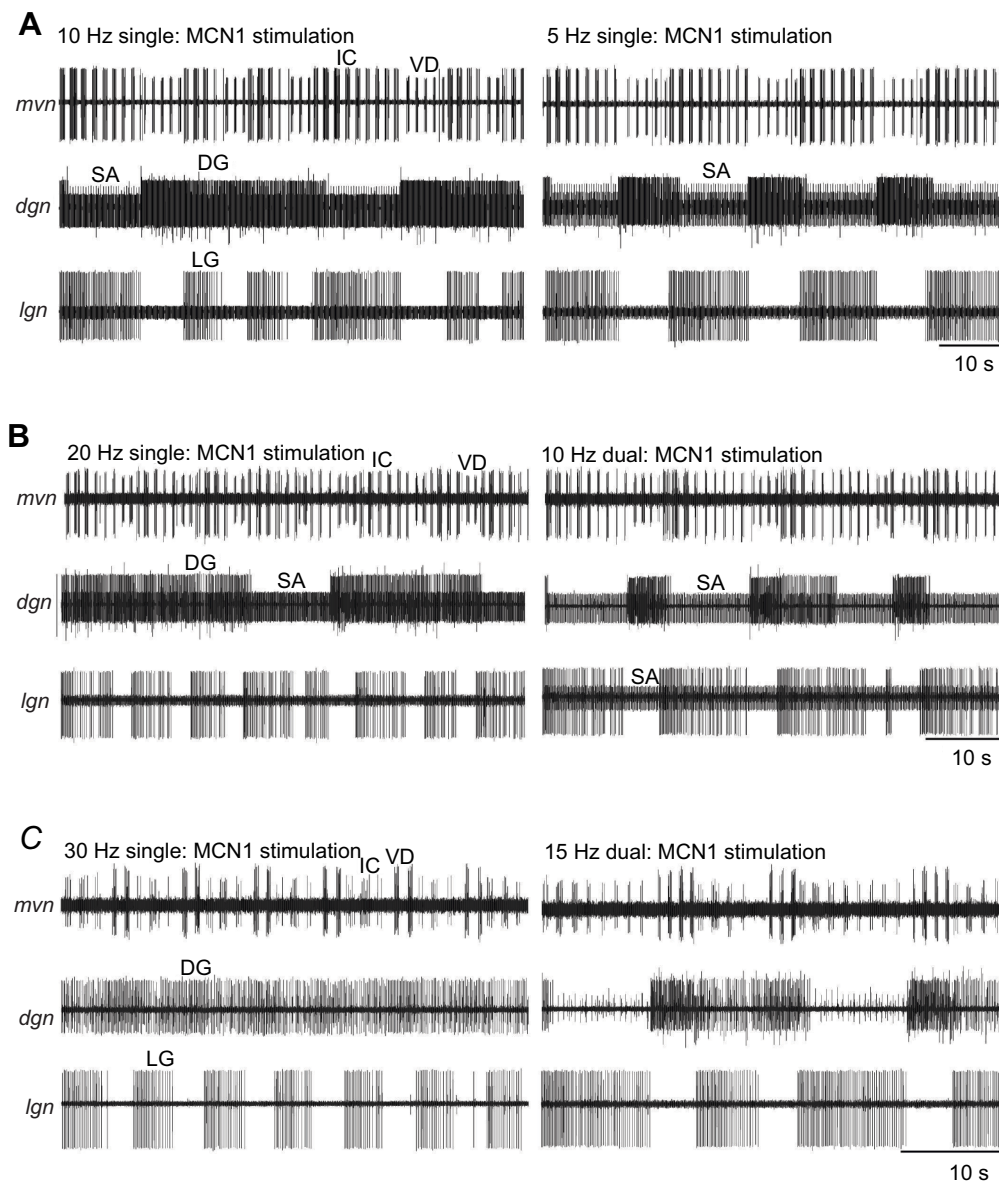 A
10 Hz single: MCN1 stimulation
5 Hz single: MCN1 stimulation
IC
VD
mvn
SA
DG
SA
dgn
LG
lgn
10 s
B
20 Hz single: MCN1 stimulation
IC
VD
10 Hz dual: MCN1 stimulation
mvn
DG
SA
SA
dgn
SA
lgn
10 s
C
30 Hz single: MCN1 stimulation
IC
VD
15 Hz dual: MCN1 stimulation
mvn
DG
dgn
LG
lgn
10 s